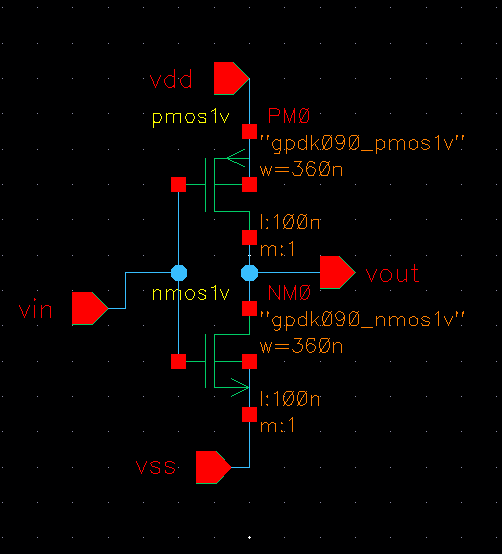 vdd
pmos1v
PM0
"gpdk090_pmos1v"
w=360n
l:100n
m:1
vout
nmos1v
NM0
vin
"gpdk090_nmos1v"
w=360n
l:100n
m:1
vss